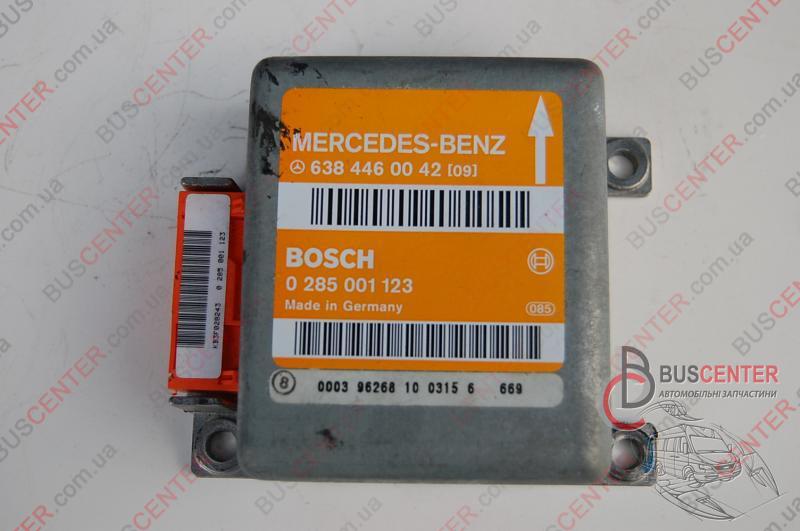 MERCEDES-BENZ
638 446 00 42 [09]
BOSCH
0 285 001 123
Made in Germany
085
8 0003 96268 10 0315 6 669
KB3F028243 0 285 001 123
BUSCENTER
АВТОМОБІЛЬНІ ЗАПЧАСТИНИ
BUSCENTER.com.ua